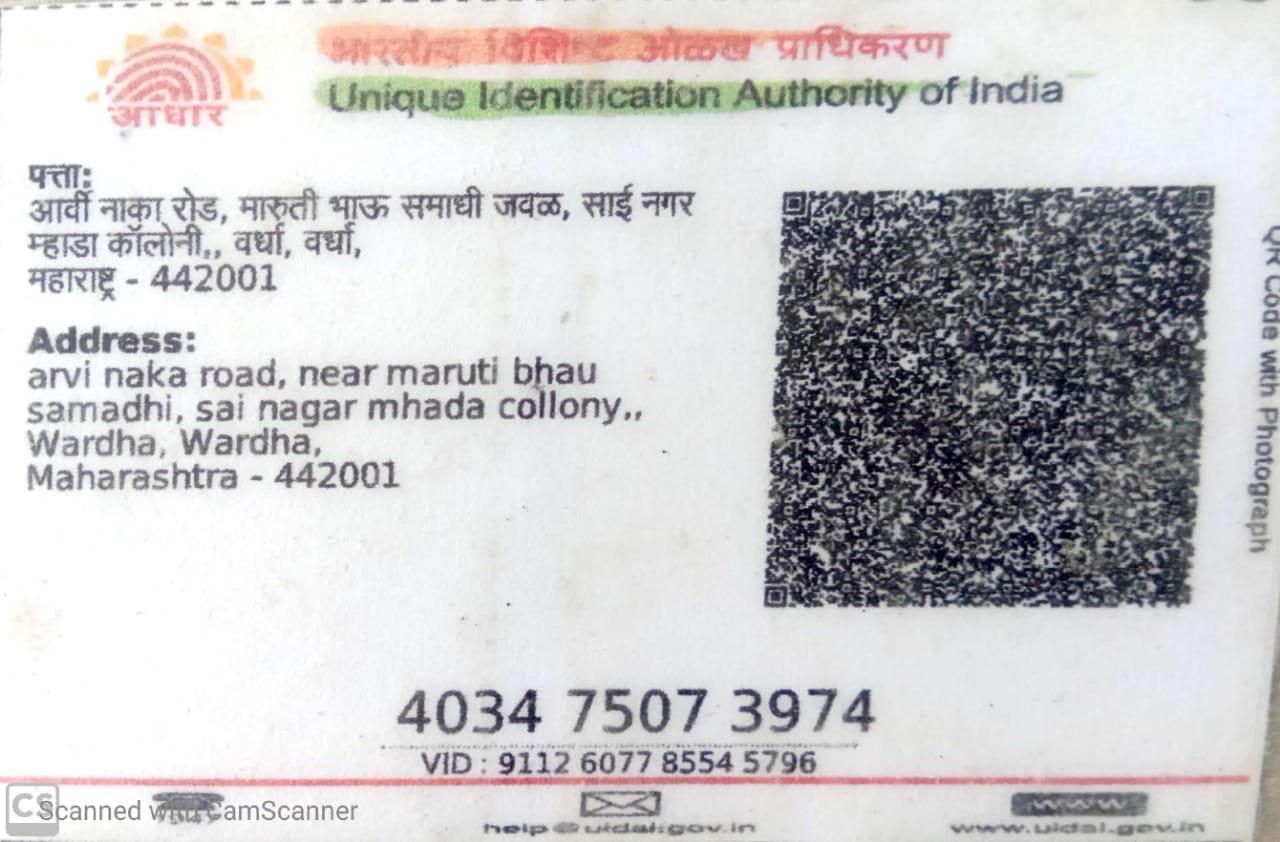 आधार
भारतीय विशिष्ट ओळख प्राधिकरण
Unique Identification Authority of India
पत्ता:
आर्वी नाका रोड, मारुती भाऊ समाधी जवळ, साई नगर
म्हाडा कॉलोनी,, वर्धा, वर्धा,
महाराष्ट्र - 442001
Address:
arvi naka road, near maruti bhau
samadhi, sai nagar mhada collony,,
Wardha, Wardha,
Maharashtra - 442001
QR Code with Photograph
4034 7507 3974
VID : 9112 6077 8554 5796
CS Scanned with CamScanner
help@uidai.gov.in
www
www.uidai.gov.in